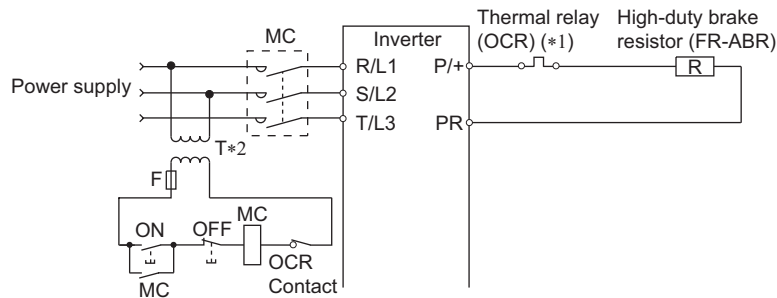 MC
Inverter
Thermal relay
(OCR) (*1)
High-duty brake
resistor (FR-ABR)
Power supply
R/L1
P/+
R
S/L2
T/L3
PR
T*2
F
MC
ON
OFF
OCR
Contact
MC